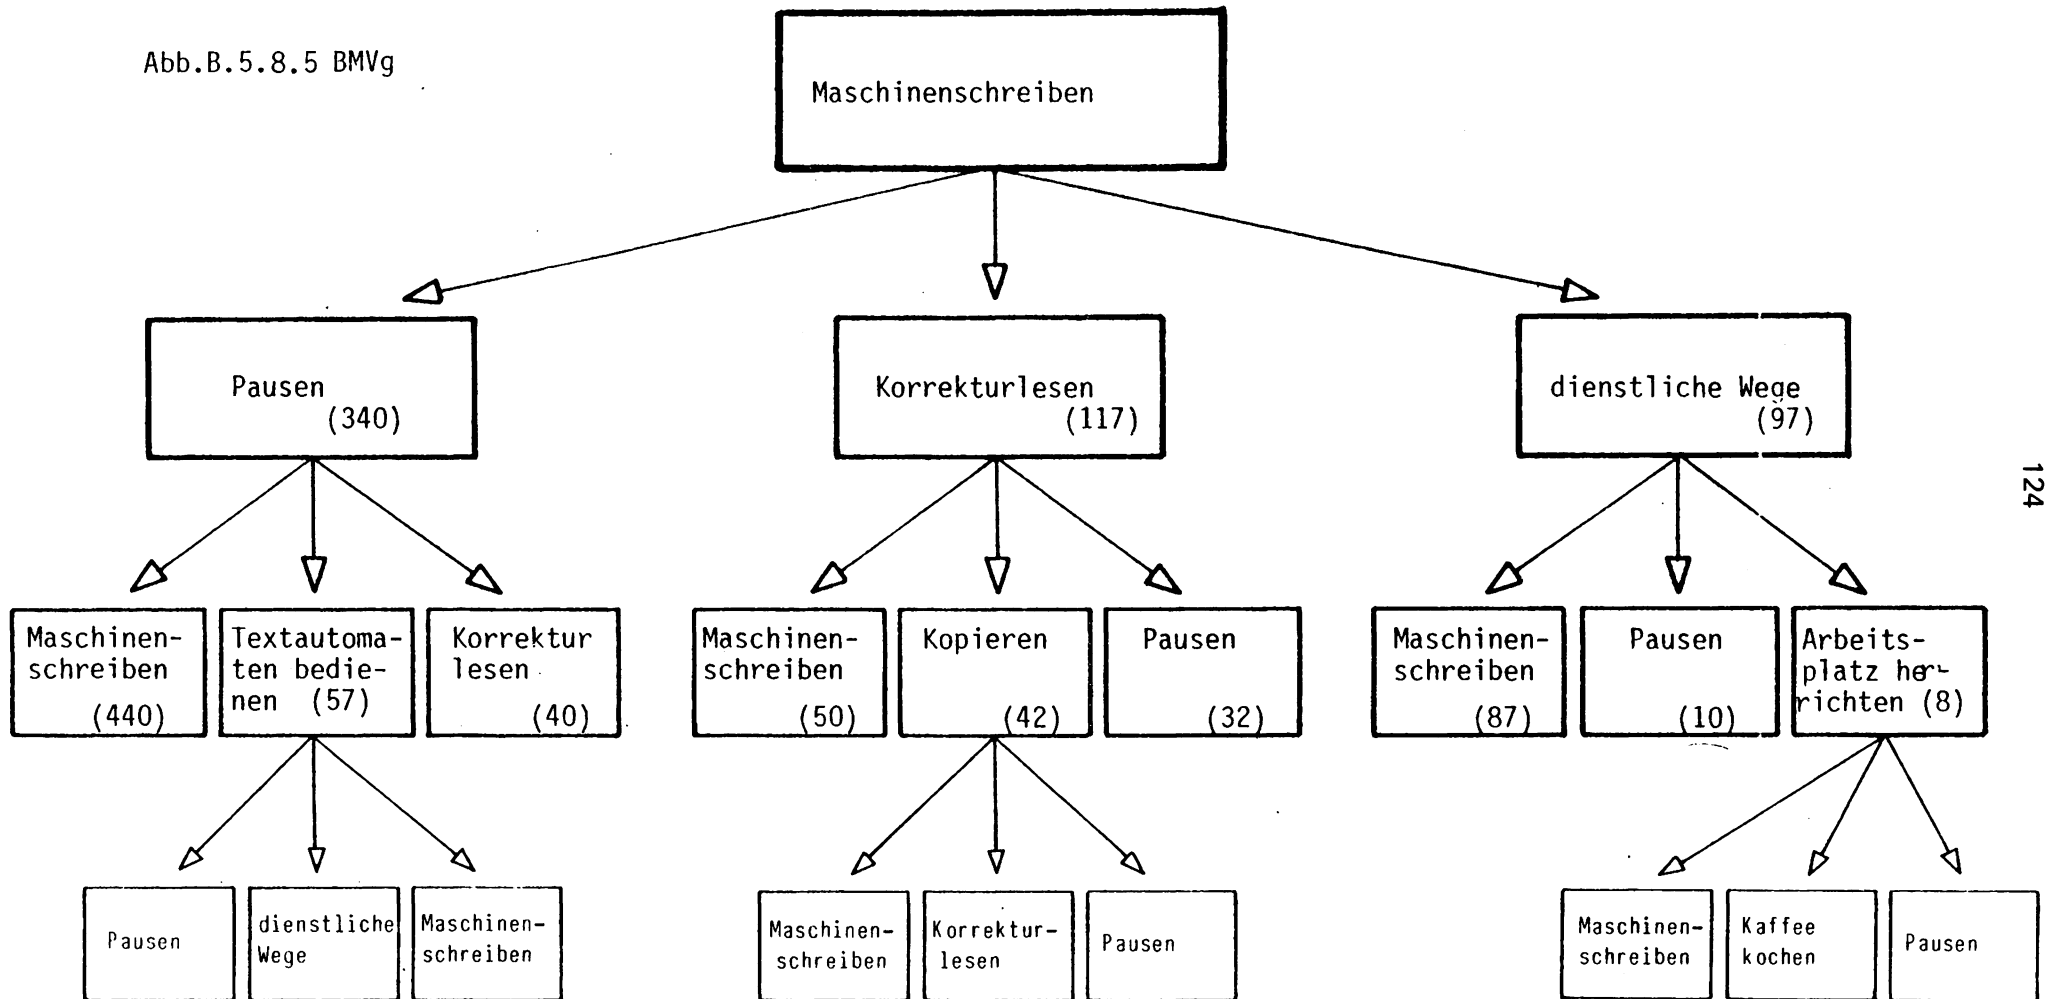 Abb.B.5.8.5 BMVg
Maschinenschreiben
Pausen
(340)
Korrekturlesen
(117)
dienstliche Wege
(97)
124
Maschinen-
schreiben
(440)
Textautoma-
ten bedie-
nen (57)
Korrektur
lesen
(40)
Maschinen-
schreiben
(50)
Kopieren
(42)
Pausen
(32)
Maschinen-
schreiben
(87)
Pausen
(10)
Arbeits-
platz her-
richten (8)
Pausen
dienstliche
Wege
Maschinen-
schreiben
Maschinen-
schreiben
Korrektur-
lesen
Pausen
Maschinen-
schreiben
Kaffee
kochen
Pausen